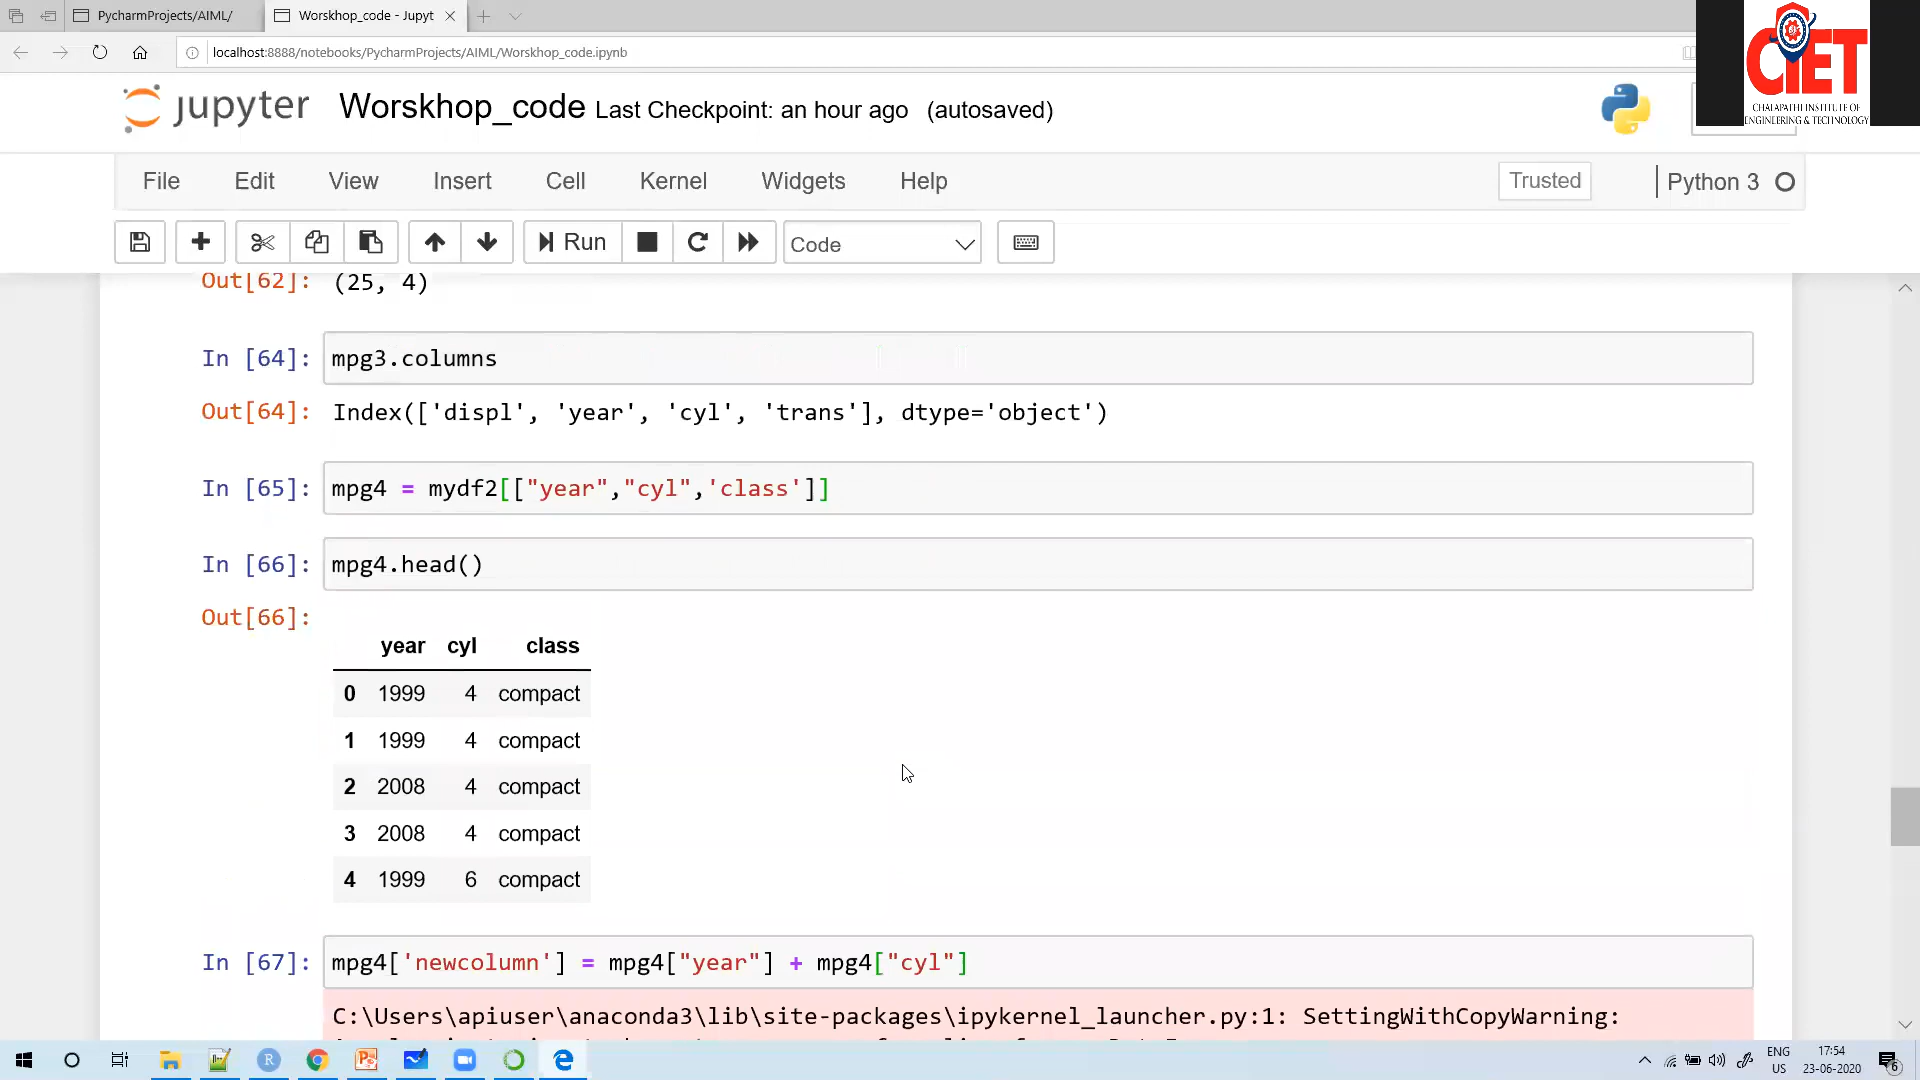 PycharmProjects/AIML/
Worskhop_code - Jupyt
localhost:8888/notebooks/PycharmProjects/AIML/Worskhop_code.ipynb
CIET
CHALAPATHI INSTITUTE OF
ENGINEERING & TECHNOLOGY
jupyter Worskhop_code Last Checkpoint: an hour ago (autosaved)
File Edit View Insert Cell Kernel Widgets Help Trusted Python 3
Run Code
Out[62]: (25, 4)
In [64]: mpg3.columns
Out[64]: Index(['displ', 'year', 'cyl', 'trans'], dtype='object')
In [65]: mpg4 = mydf2[["year","cyl",'class']]
In [66]: mpg4.head()
Out[66]:
year cyl class
0 1999 4 compact
1 1999 4 compact
2 2008 4 compact
3 2008 4 compact
4 1999 6 compact
In [67]: mpg4['newcolumn'] = mpg4["year"] + mpg4["cyl"]
C:\Users\apiuser\anaconda3\lib\site-packages\ipykernel_launcher.py:1: SettingWithCopyWarning:
ENG
US
17:54
23-06-2020
6